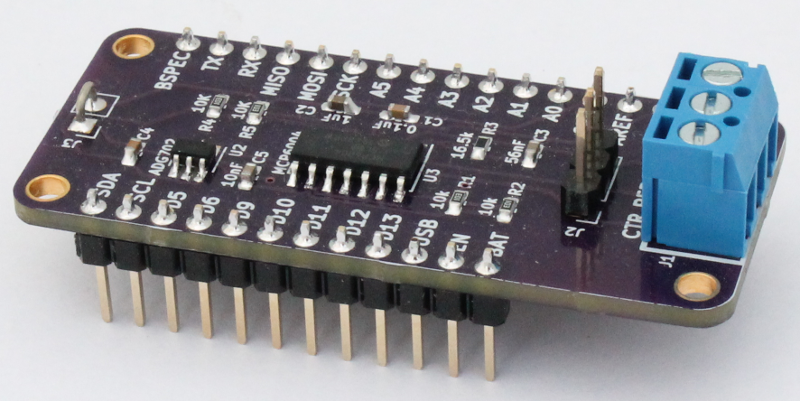 BSPEC TX RX MISO MOSI SCK A5 A4 A3 A2 A1 A0 AREF
10K R4
10K R5
C2 .1uF
0.1uF C1
16.5k R3
56nF C3
C4
U2
10nF C5
U3
10k R1
10k R2
J1
SDA SCL D5 D6 D9 D10 D11 D12 D13 USB EN BAT
CTR